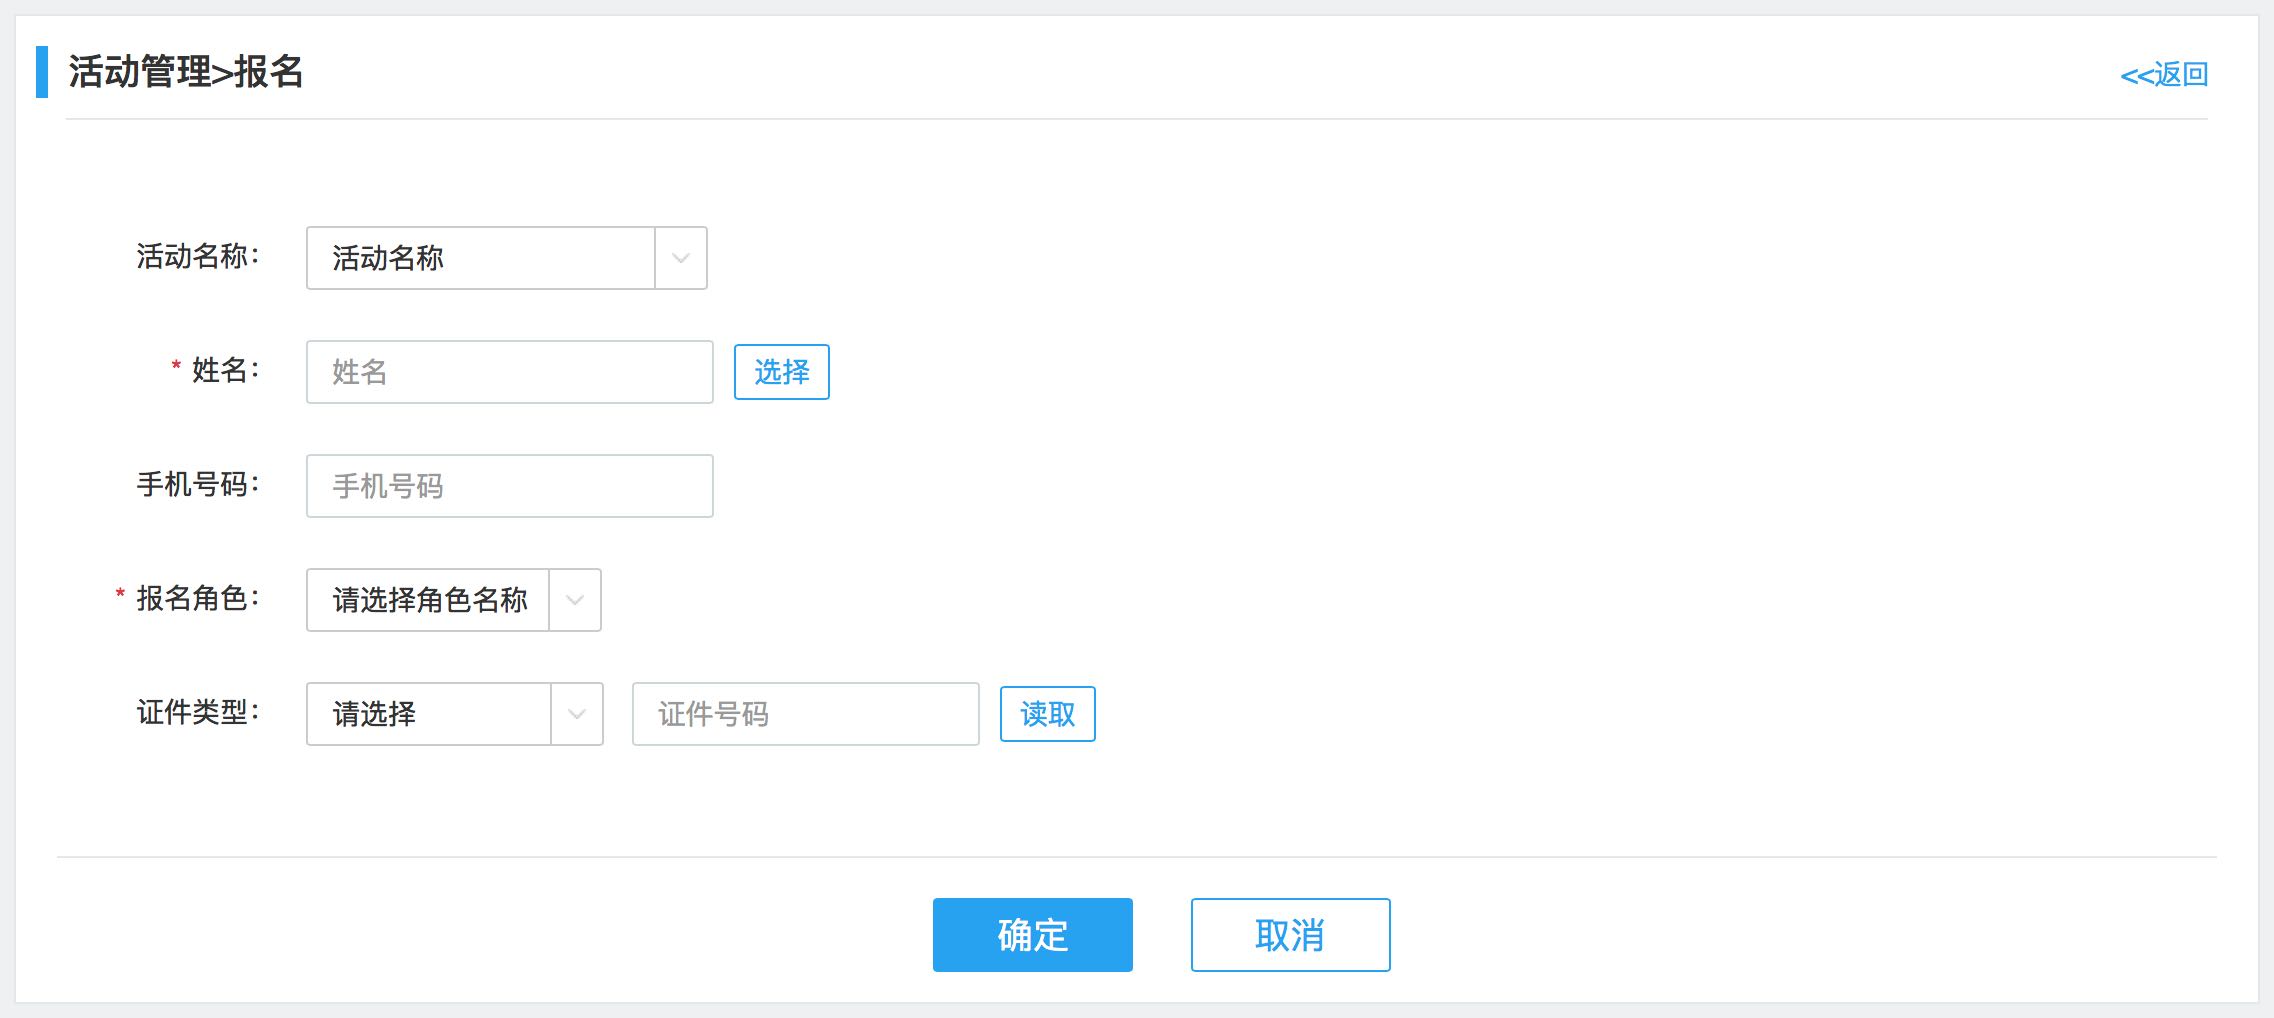 活动管理>报名
<<返回
活动名称： 活动名称
* 姓名： 姓名 选择
手机号码： 手机号码
* 报名角色： 请选择角色名称
证件类型： 请选择 证件号码 读取
确定 取消